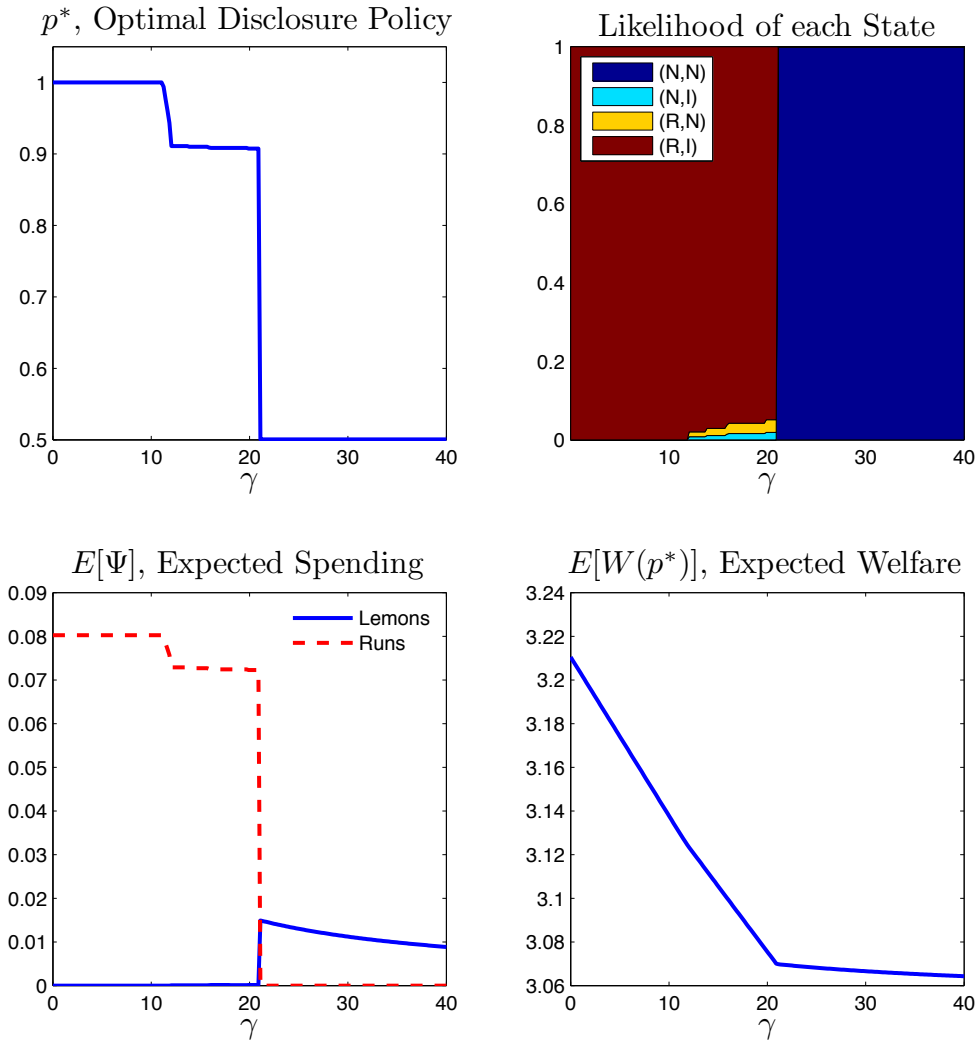 p*, Optimal Disclosure Policy
1
0.9
0.8
0.7
0.6
0.5
0 10 20 30 40
γ
Likelihood of each State
1
0.8
0.6
0.4
0.2
0
(N,N)
(N,I)
(R,N)
(R,I)
0 10 20 30 40
γ
E[Ψ], Expected Spending
0.09
0.08
0.07
0.06
0.05
0.04
0.03
0.02
0.01
0
Lemons
Runs
0 10 20 30 40
γ
E[W(p*)], Expected Welfare
3.24
3.22
3.2
3.18
3.16
3.14
3.12
3.1
3.08
3.06
0 10 20 30 40
γ